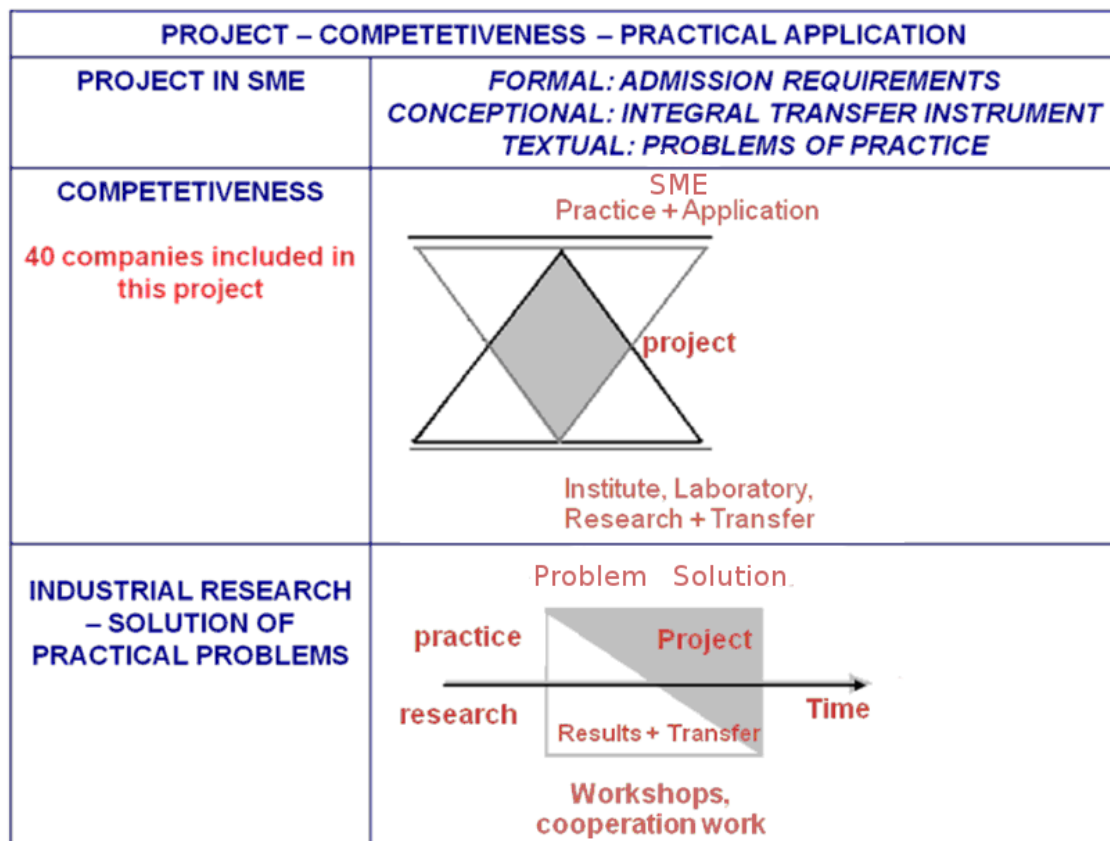 PROJECT – COMPETETIVENESS – PRACTICAL APPLICATION
PROJECT IN SME
FORMAL: ADMISSION REQUIREMENTS
CONCEPTIONAL: INTEGRAL TRANSFER INSTRUMENT
TEXTUAL: PROBLEMS OF PRACTICE
COMPETETIVENESS
40 companies included in
this project
SME
Practice + Application
project
Institute, Laboratory,
Research + Transfer
INDUSTRIAL RESEARCH
– SOLUTION OF
PRACTICAL PROBLEMS
Problem Solution
practice
Project
research
Time
Results + Transfer
Workshops,
cooperation work